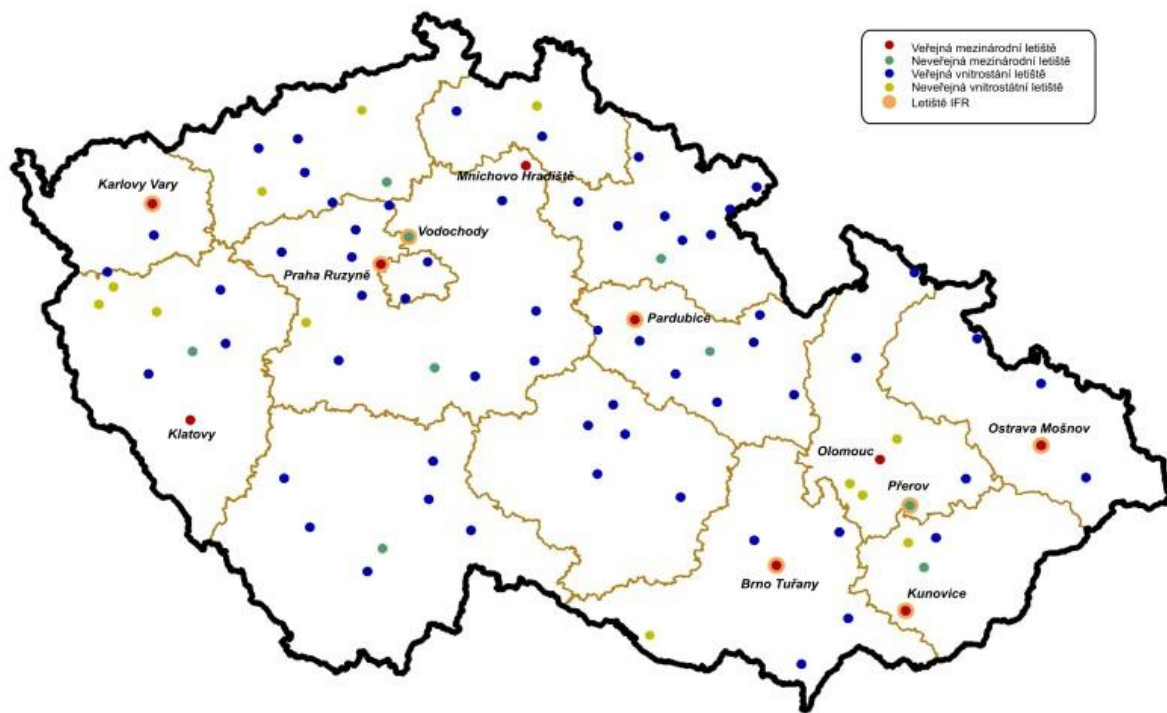 Veřejná mezinárodní letiště
Neveřejná mezinárodní letiště
Veřejná vnitrostání letiště
Neveřejná vnitrostátní letiště
Letiště IFR
Mnichovo Hradiště
Karlovy Vary
Vodochody
Praha Ruzyně
Pardubice
Klatovy
Ostrava Mošnov
Olomouc
Přerov
Brno Tuřany
Kunovice